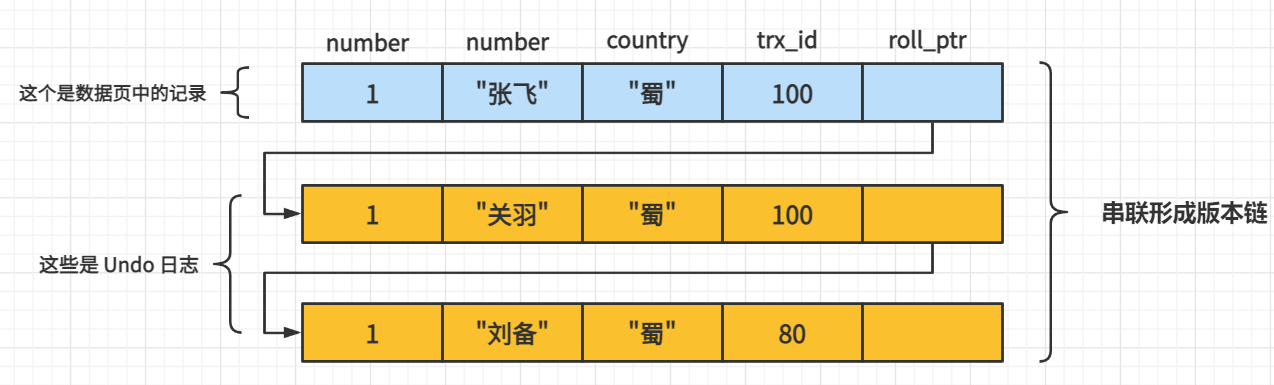 number number country trx_id roll_ptr
这个是数据页中的记录 1 "张飞" "蜀" 100
1 "关羽" "蜀" 100
串联形成版本链
这些是 Undo 日志
1 "刘备" "蜀" 80